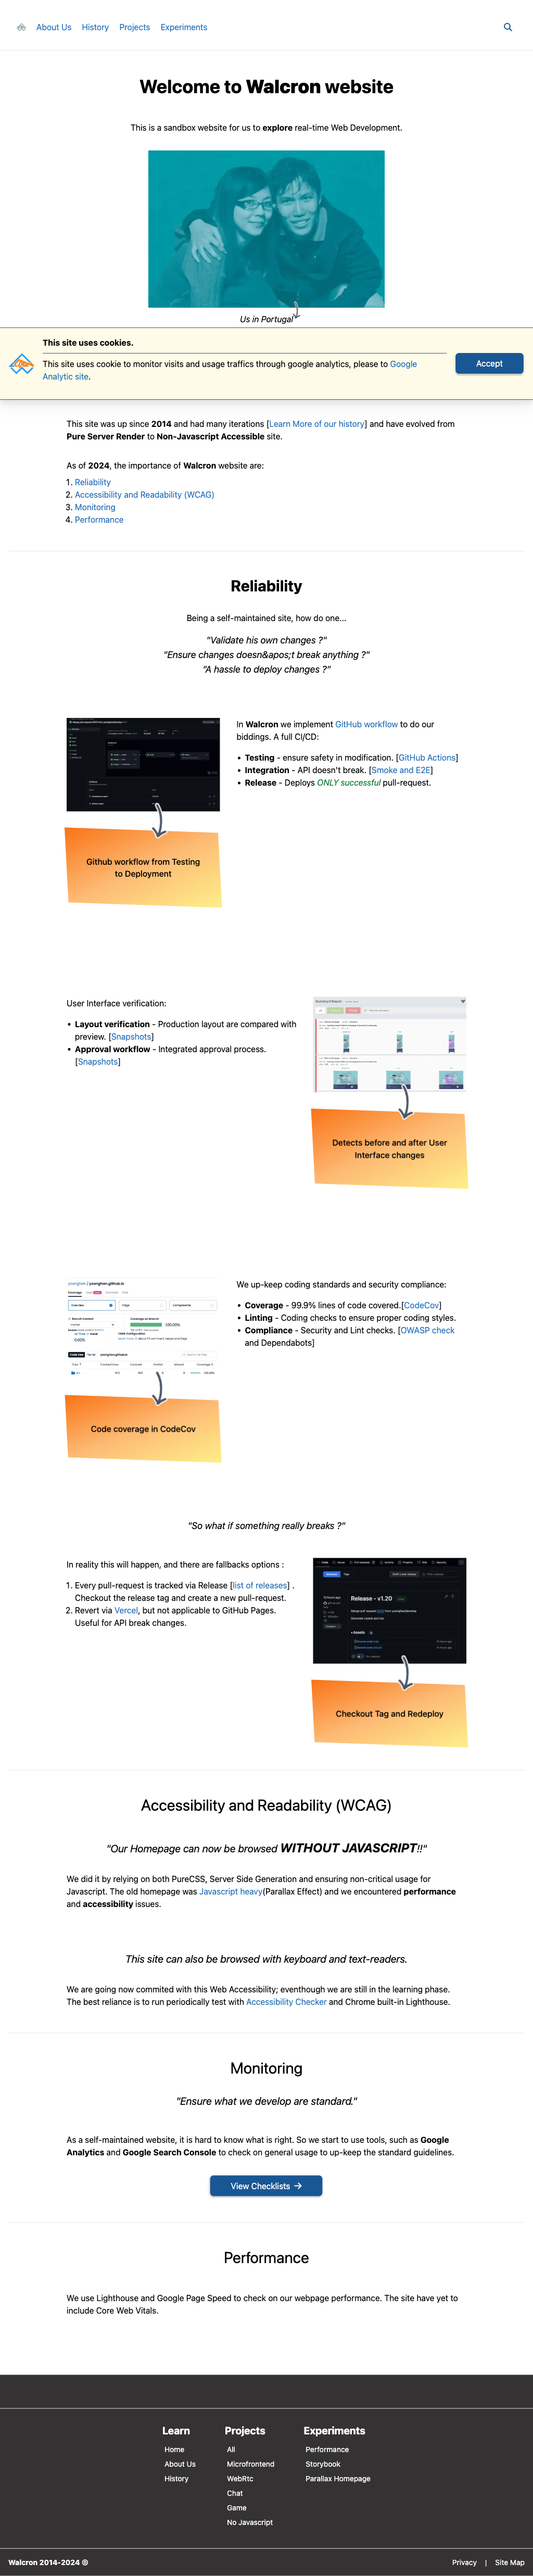 About Us History Projects Experiments
Welcome to Walcron website
This is a sandbox website for us to explore real-time Web Development.
Us in Portugal
This site uses cookies.
This site uses cookie to monitor visits and usage traffics through google analytics, please to Google
Analytic site.
Accept
This site was up since 2014 and had many iterations [Learn More of our history] and have evolved from
Pure Server Render to Non-Javascript Accessible site.
As of 2024, the importance of Walcron website are:
1. Reliability
2. Accessibility and Readability (WCAG)
3. Monitoring
4. Performance
Reliability
Being a self-maintained site, how do one...
"Validate his own changes ?"
"Ensure changes doesn&apos;t break anything ?"
"A hassle to deploy changes ?"
In Walcron we implement GitHub workflow to do our
biddings. A full CI/CD:
• Testing - ensure safety in modification. [GitHub Actions]
• Integration - API doesn't break. [Smoke and E2E]
• Release - Deploys ONLY successful pull-request.
Github workflow from Testing
to Deployment
User Interface verification:
• Layout verification - Production layout are compared with
preview. [Snapshots]
• Approval workflow - Integrated approval process.
[Snapshots]
Detects before and after User
Interface changes
We up-keep coding standards and security compliance:
• Coverage - 99.9% lines of code covered.[CodeCov]
• Linting - Coding checks to ensure proper coding styles.
• Compliance - Security and Lint checks. [OWASP check
and Dependabots]
Code coverage in CodeCov
"So what if something really breaks ?"
In reality this will happen, and there are fallbacks options :
1. Every pull-request is tracked via Release [list of releases] .
Checkout the release tag and create a new pull-request.
2. Revert via Vercel, but not applicable to GitHub Pages.
Useful for API break changes.
Release - v1.20
Checkout Tag and Redeploy
Accessibility and Readability (WCAG)
"Our Homepage can now be browsed WITHOUT JAVASCRIPT!!"
We did it by relying on both PureCSS, Server Side Generation and ensuring non-critical usage for
Javascript. The old homepage was Javascript heavy(Parallax Effect) and we encountered performance
and accessibility issues.
This site can also be browsed with keyboard and text-readers.
We are going now commited with this Web Accessibility; eventhough we are still in the learning phase.
The best reliance is to run periodically test with Accessibility Checker and Chrome built-in Lighthouse.
Monitoring
"Ensure what we develop are standard."
As a self-maintained website, it is hard to know what is right. So we start to use tools, such as Google
Analytics and Google Search Console to check on general usage to up-keep the standard guidelines.
View Checklists →
Performance
We use Lighthouse and Google Page Speed to check on our webpage performance. The site have yet to
include Core Web Vitals.
Learn Projects Experiments
Home All Performance
About Us Microfrontend Storybook
History WebRtc Parallax Homepage
Chat
Game
No Javascript
Walcron 2014-2024 ©
Privacy | Site Map